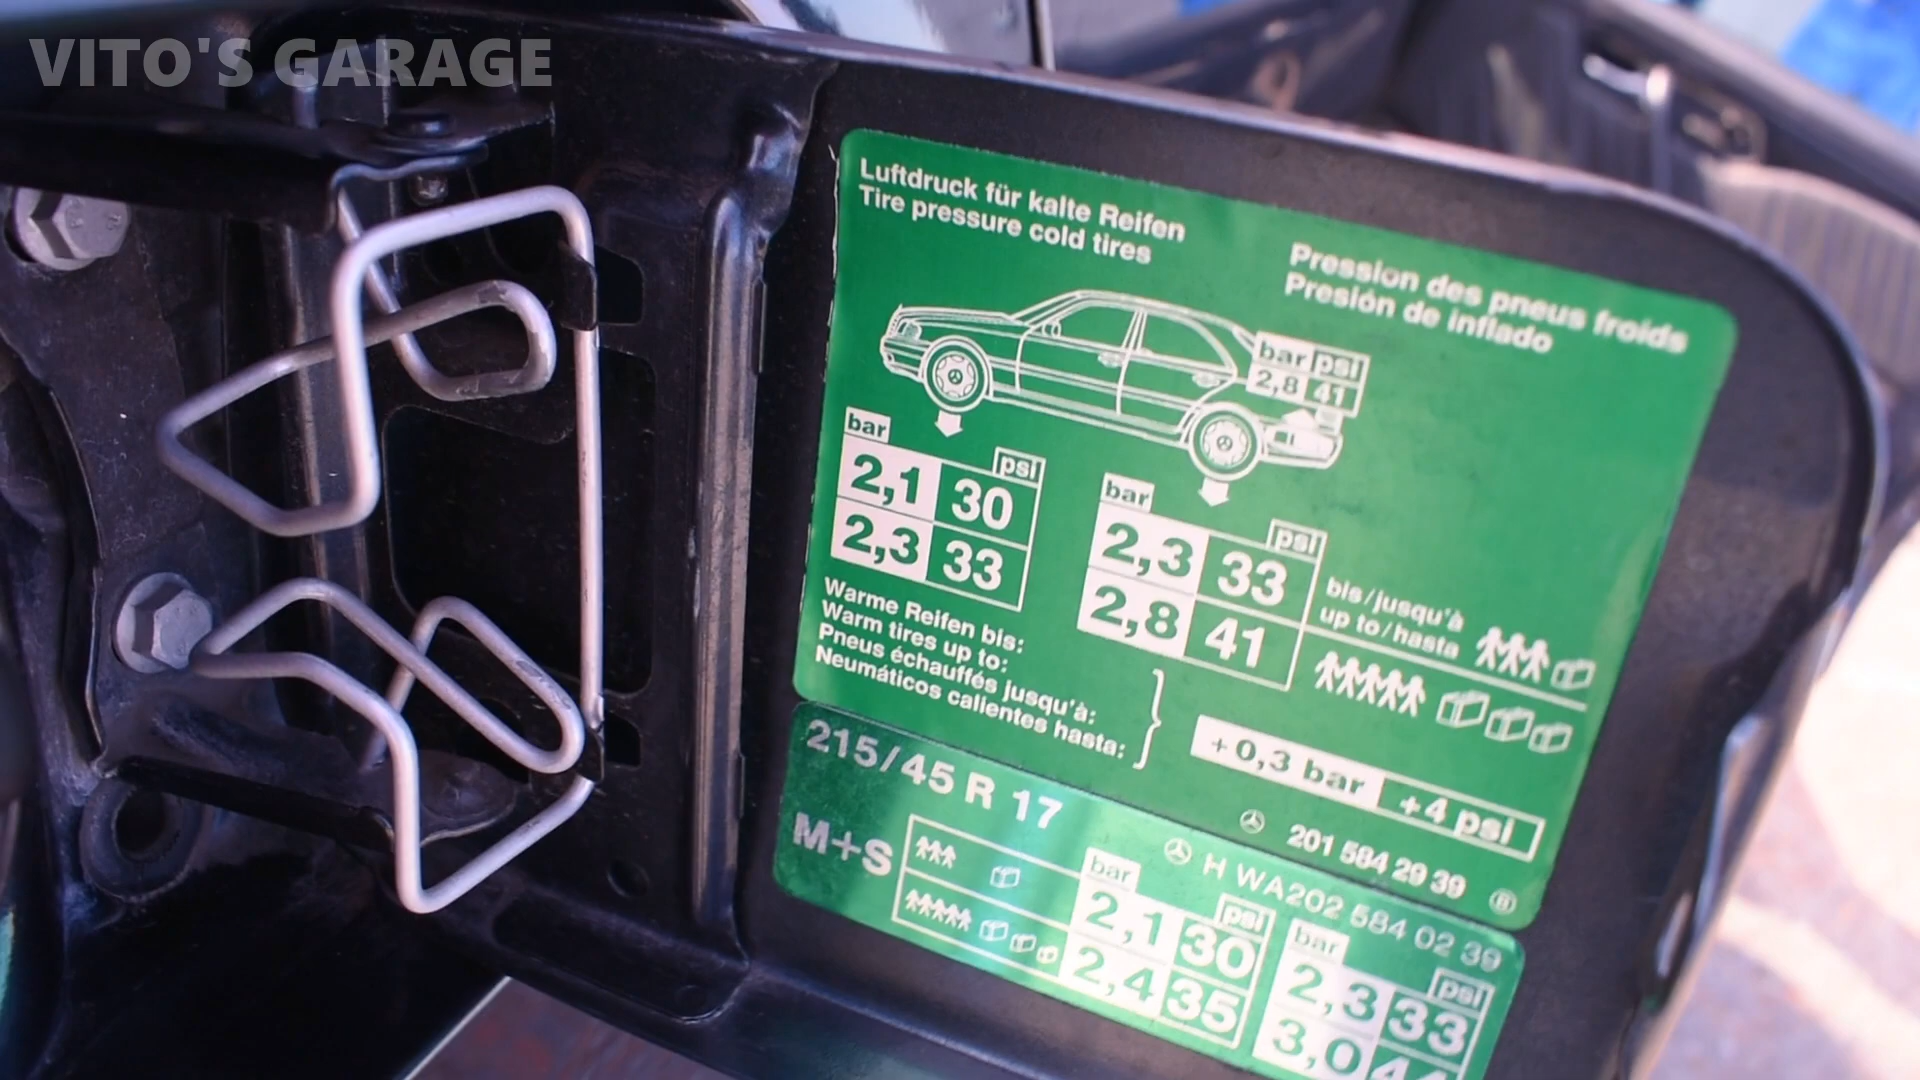 VITO'S GARAGE
Luftdruck für kalte Reifen
Tire pressure cold tires
Pression des pneus froids
Presión de inflado
bar psi
2,8 41
bar psi
2,1 30
2,3 33
bar psi
2,3 33
2,8 41
bis/jusqu'à
up to/hasta
Warme Reifen bis:
Warm tires up to:
Pneus échauffés jusqu'à:
Neumáticos calientes hasta:
+0,3 bar +4 psi
201 584 29 39
215/45 R 17
H WA202 584 02 39
M+S
bar psi
2,1 30
2,4 35
bar psi
2,3 33
3,0